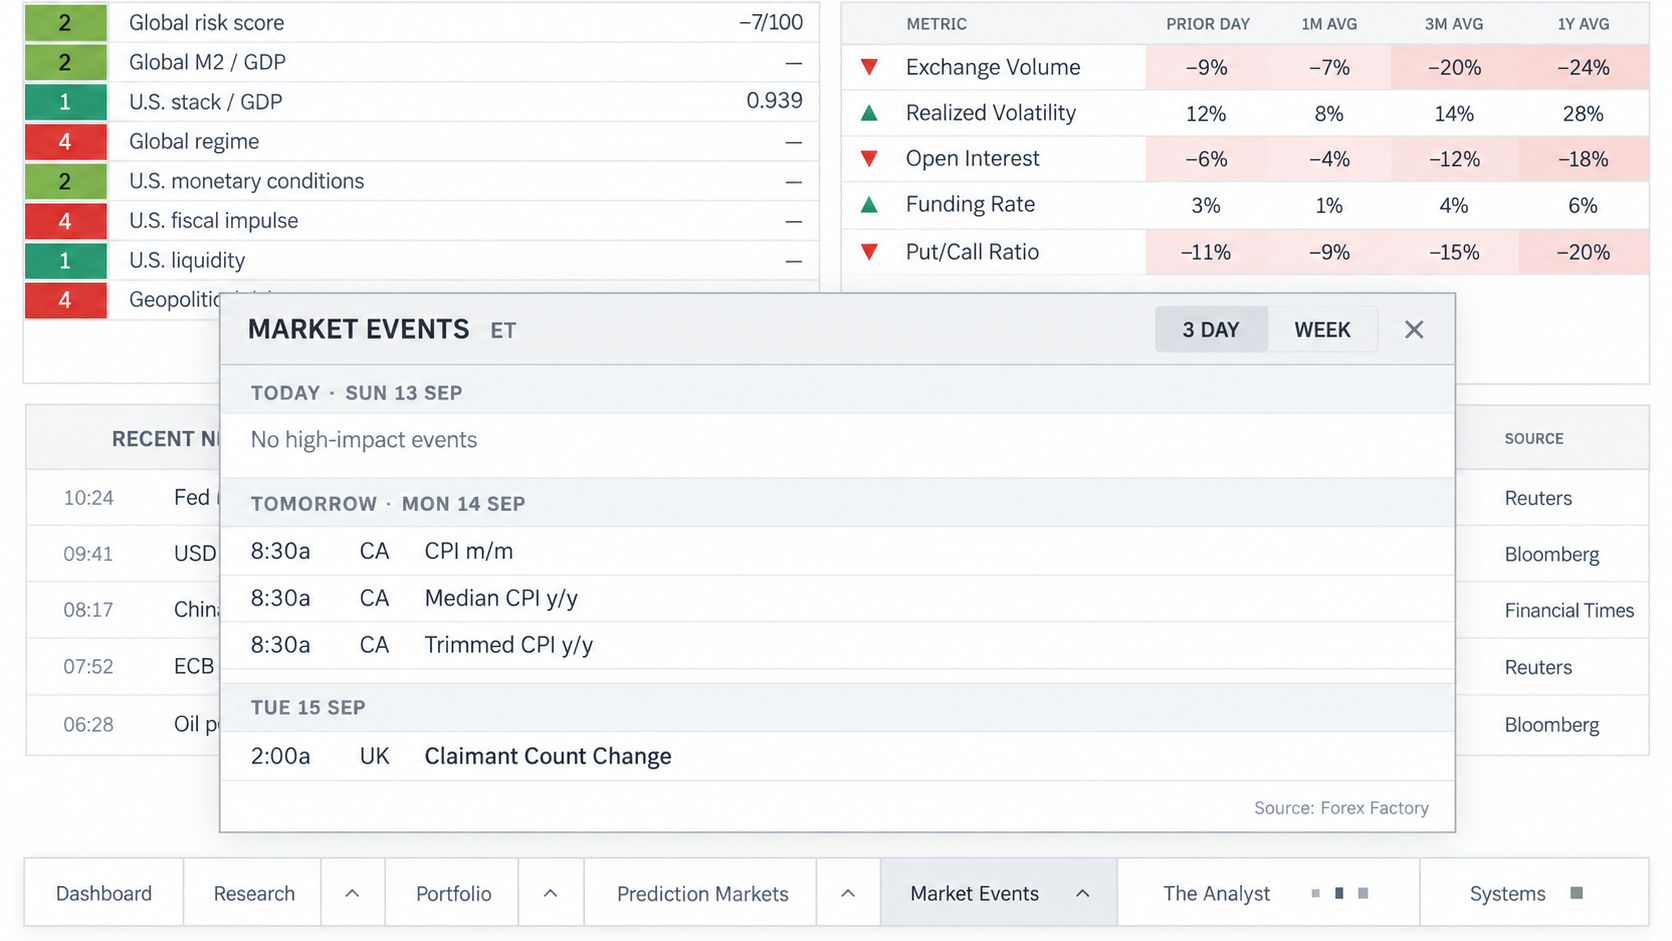 2 Global risk score −7/100
2 Global M2 / GDP —
1 U.S. stack / GDP 0.939
4 Global regime —
2 U.S. monetary conditions —
4 U.S. fiscal impulse —
1 U.S. liquidity —
4
METRIC PRIOR DAY 1M AVG 3M AVG 1Y AVG
▼ Exchange Volume −9% −7% −20% −24%
▲ Realized Volatility 12% 8% 14% 28%
▼ Open Interest −6% −4% −12% −18%
▲ Funding Rate 3% 1% 4% 6%
▼ Put/Call Ratio −11% −9% −15% −20%
MARKET EVENTS ET 3 DAY WEEK ✕
TODAY · SUN 13 SEP
No high-impact events
TOMORROW · MON 14 SEP
8:30a CA CPI m/m
8:30a CA Median CPI y/y
8:30a CA Trimmed CPI y/y
TUE 15 SEP
2:00a UK Claimant Count Change
Source: Forex Factory
RECENT SOURCE
10:24 Fed Reuters
09:41 USD Bloomberg
08:17 Financial Times
07:52 ECB Reuters
06:28 Oil Bloomberg
Dashboard Research Portfolio Prediction Markets Market Events The Analyst Systems